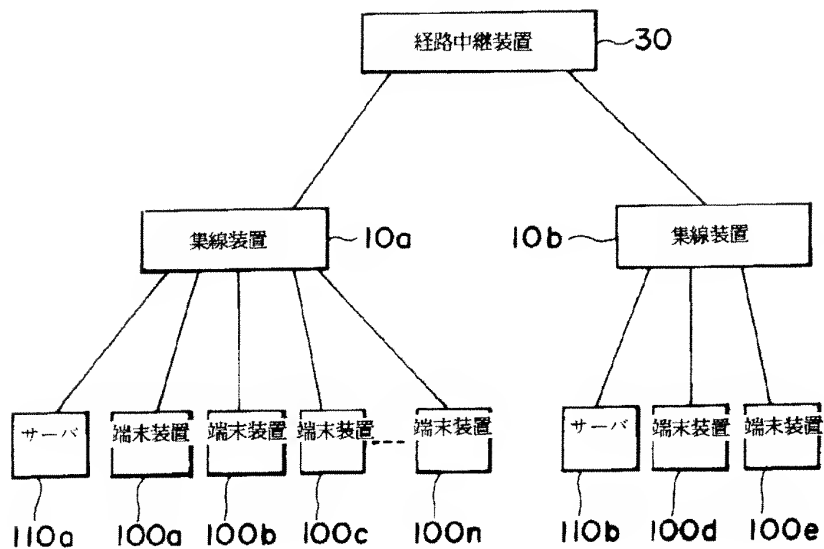 経路中継装置
30
集線装置
10a
10b
集線装置
サーバ
端末装置
端末装置
端末装置
端末装置
サーバ
端末装置
端末装置
110a
100a
100b
100c
100n
110b
100d
100e